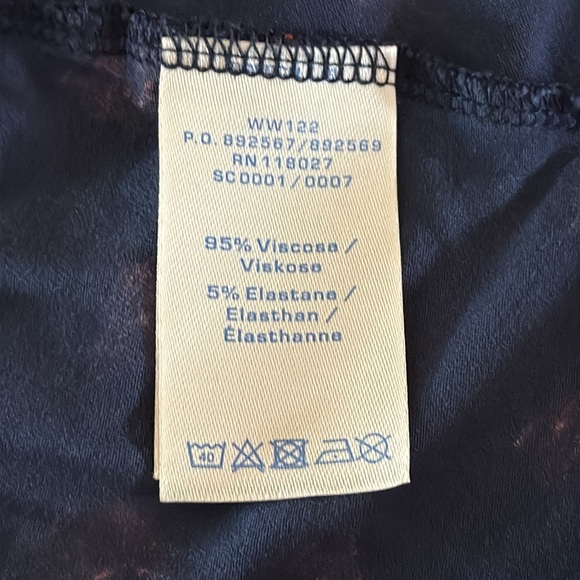 WW122
P.O. 892567/892569
RN 118027
SC0001/0007
95% Viscose /
Viskose
5% Elastane /
Elasthan /
Élasthanne
40